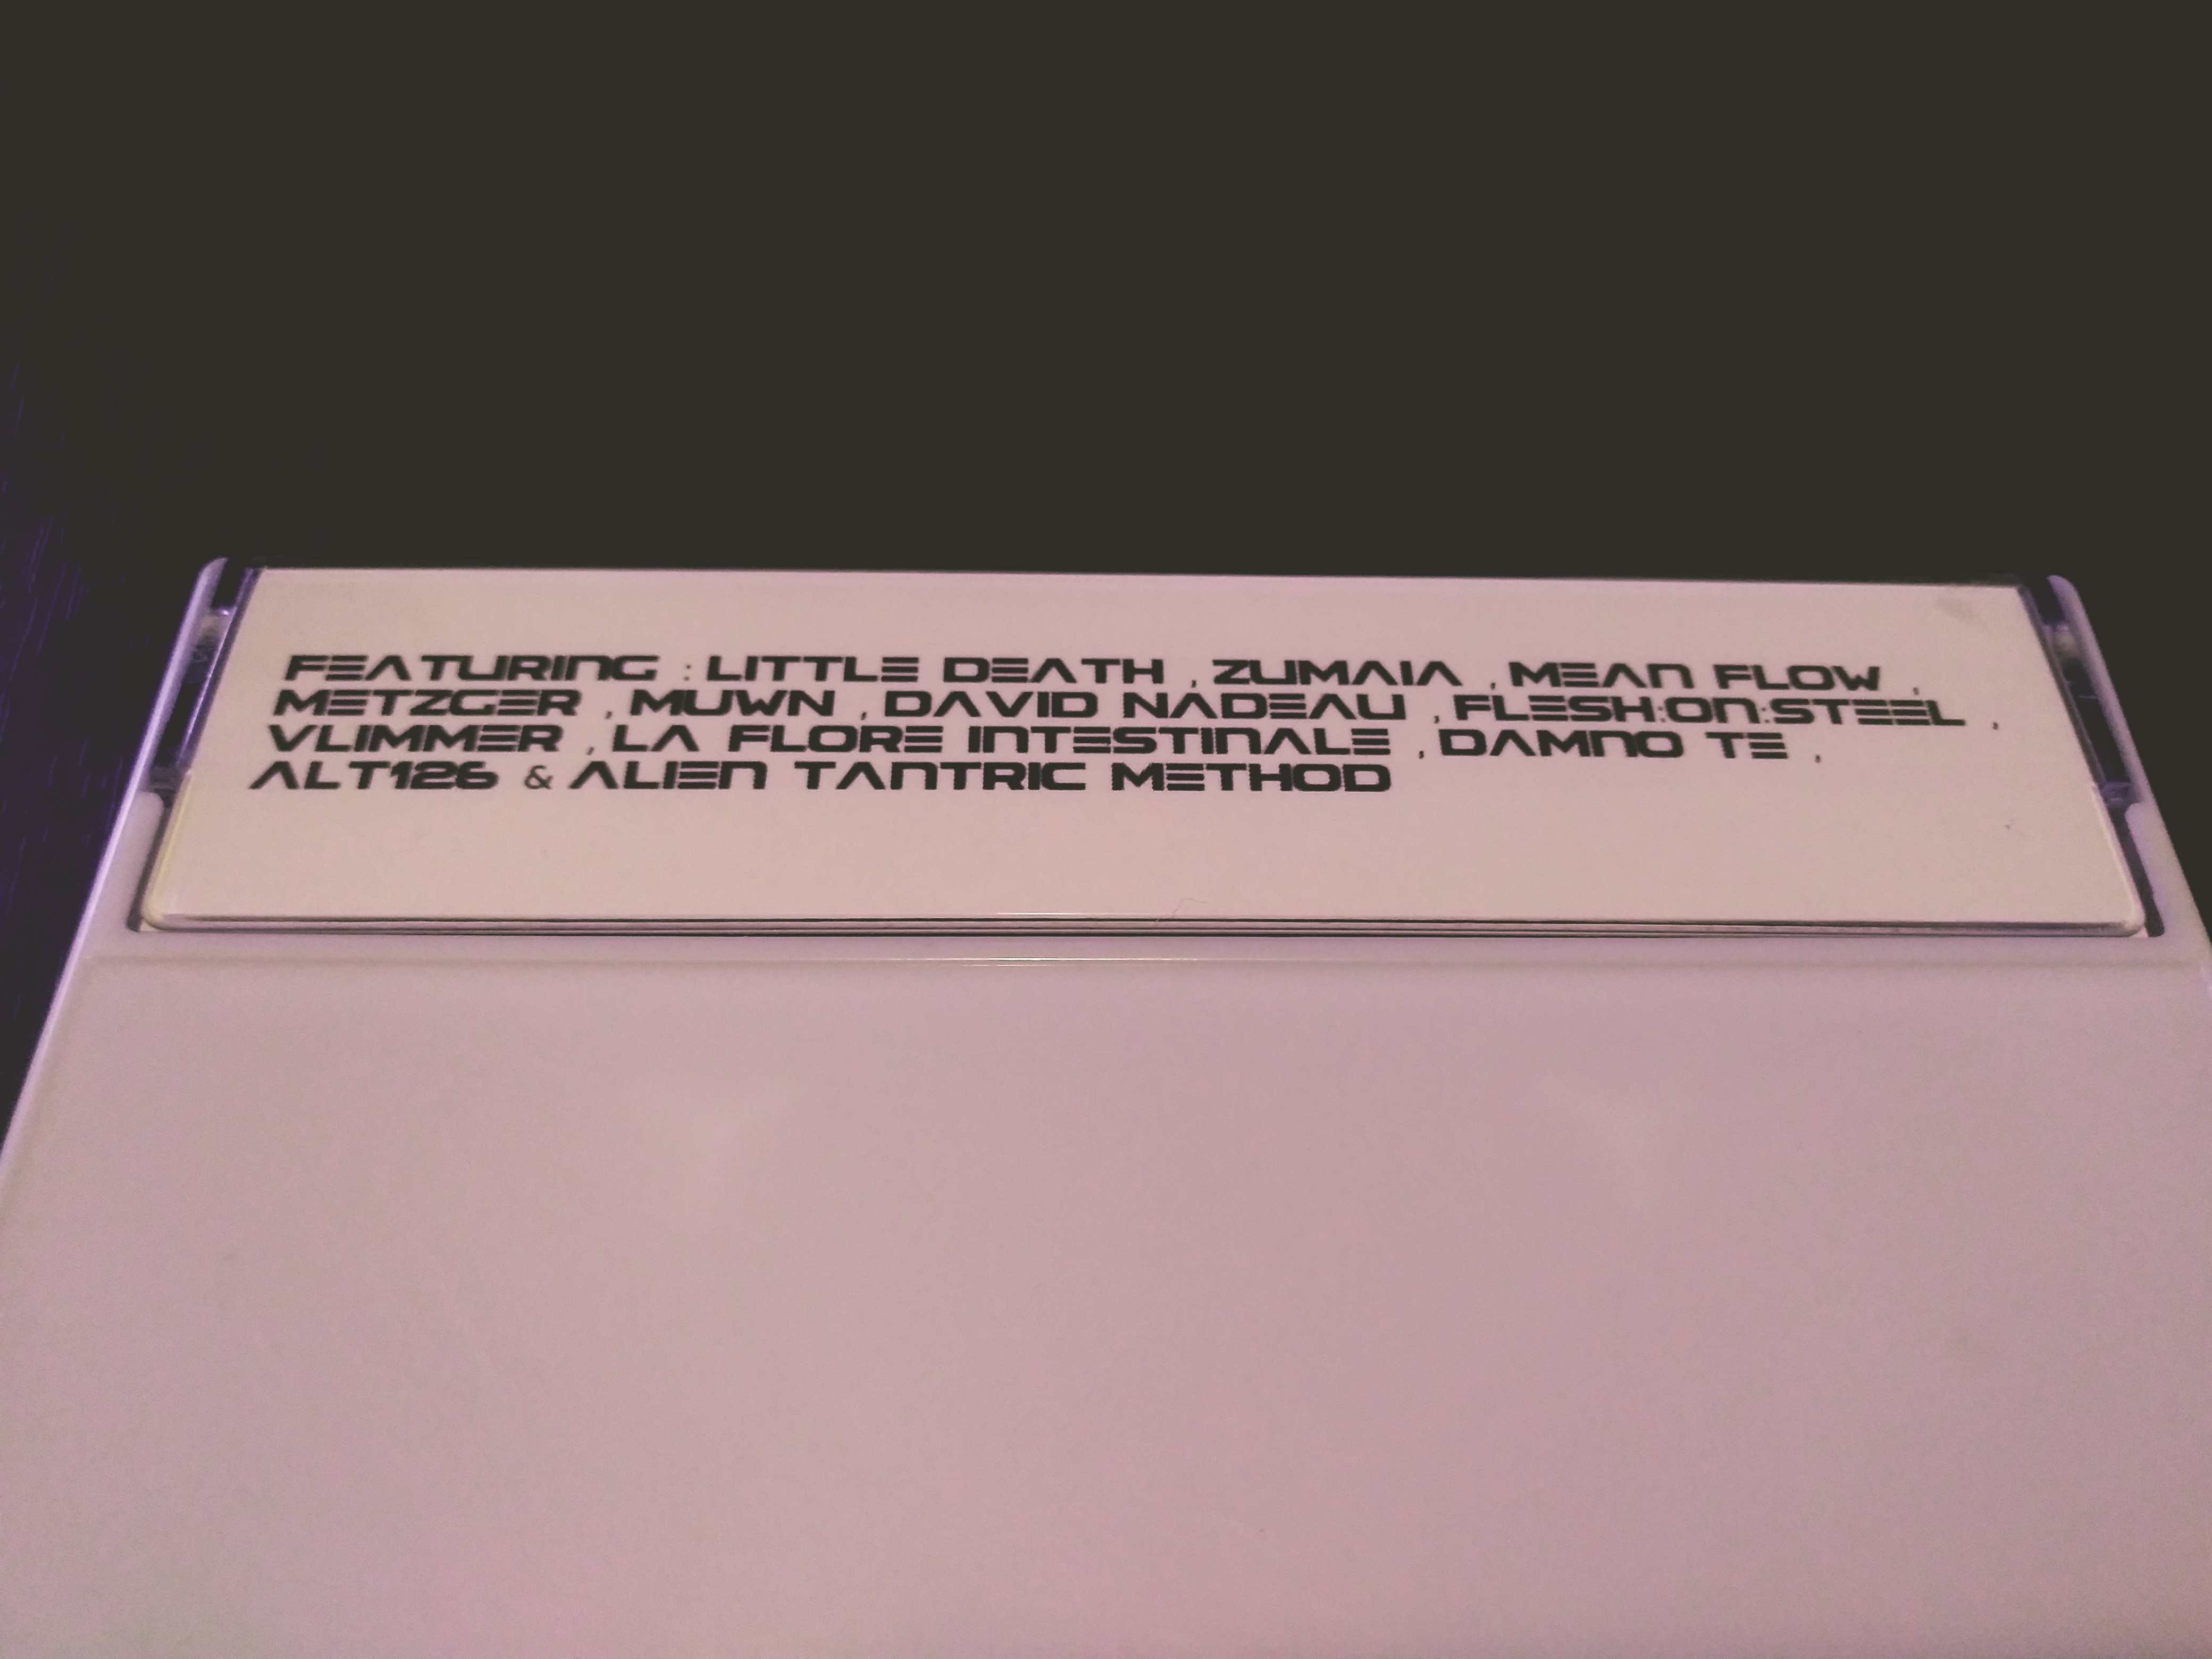 FEATURING : LITTLE DEATH , ZUMAIA , MEAN FLOW ,
METZGER , MUWN , DAVID NADEAU , FLESH:ON:STEEL ,
VLIMMER , LA FLORE INTESTINALE , DAMNO TE ,
ALT126 & ALIEN TANTRIC METHOD